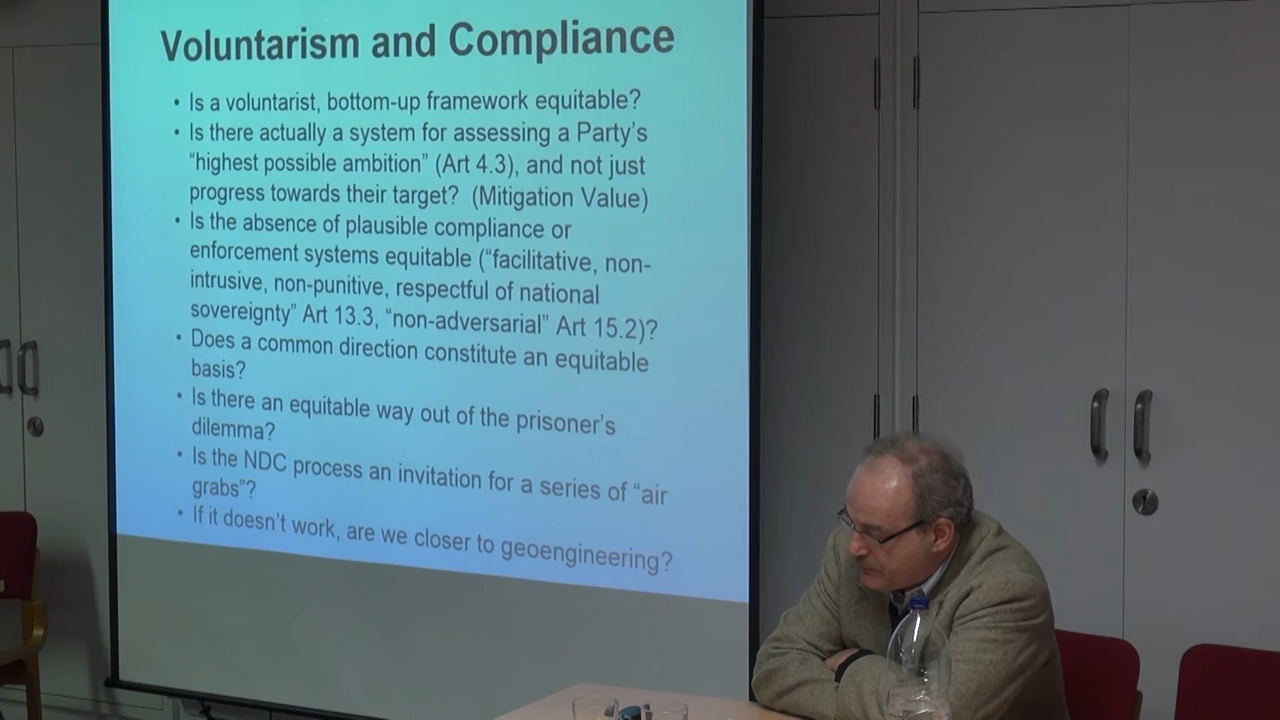 Voluntarism and Compliance
• Is a voluntarist, bottom-up framework equitable?
• Is there actually a system for assessing a Party’s
“highest possible ambition” (Art 4.3), and not just
progress towards their target? (Mitigation Value)
• Is the absence of plausible compliance or
enforcement systems equitable (“facilitative, non-
intrusive, non-punitive, respectful of national
sovereignty” Art 13.3, “non-adversarial” Art 15.2)?
• Does a common direction constitute an equitable
basis?
• Is there an equitable way out of the prisoner’s
dilemma?
• Is the NDC process an invitation for a series of “air
grabs”?
• If it doesn’t work, are we closer to geoengineering?